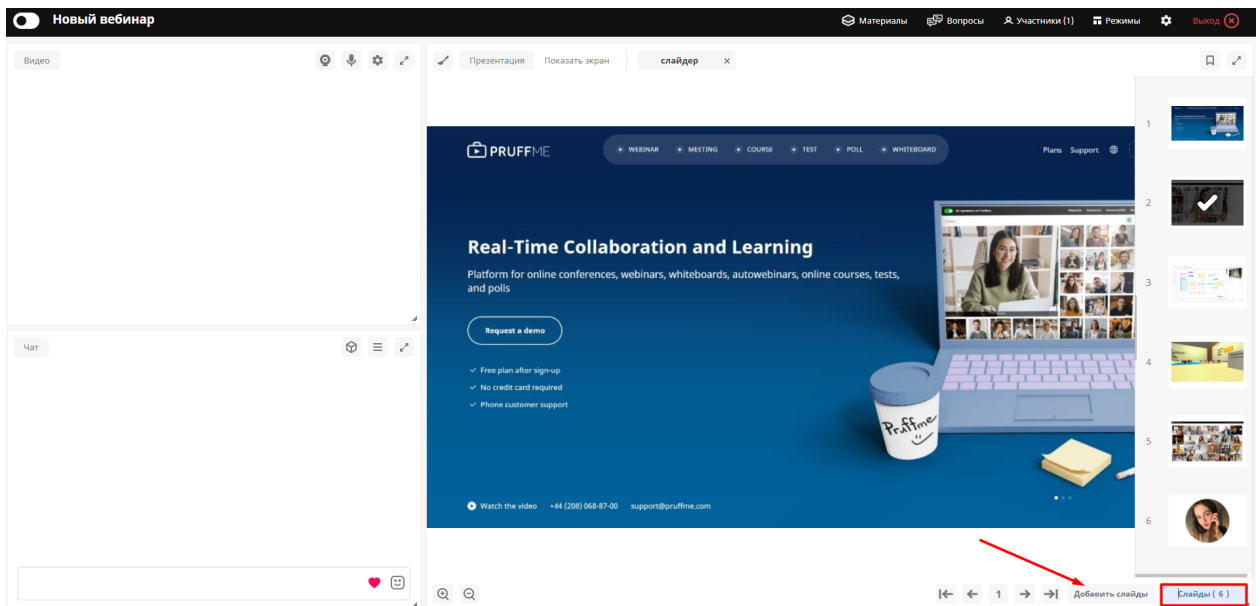 Новый вебинар
Материалы
Вопросы
Участники (1)
Режимы
Выход
Видео
Презентация
Показать экран
слайдер
PRUFFME
WEBINAR
MEETING
COURSE
TEST
POLL
WHITEBOARD
Plans
Support
Real-Time Collaboration and Learning
Platform for online conferences, webinars, whiteboards, autowebinars, online courses, tests,
and polls
Request a demo
Free plan after sign-up
No credit card required
Phone customer support
Pruffme
Watch the video
+44 (208) 068-87-00
support@pruffme.com
1
2
3
4
5
6
Чат
1
Добавить слайды
Слайды ( 6 )